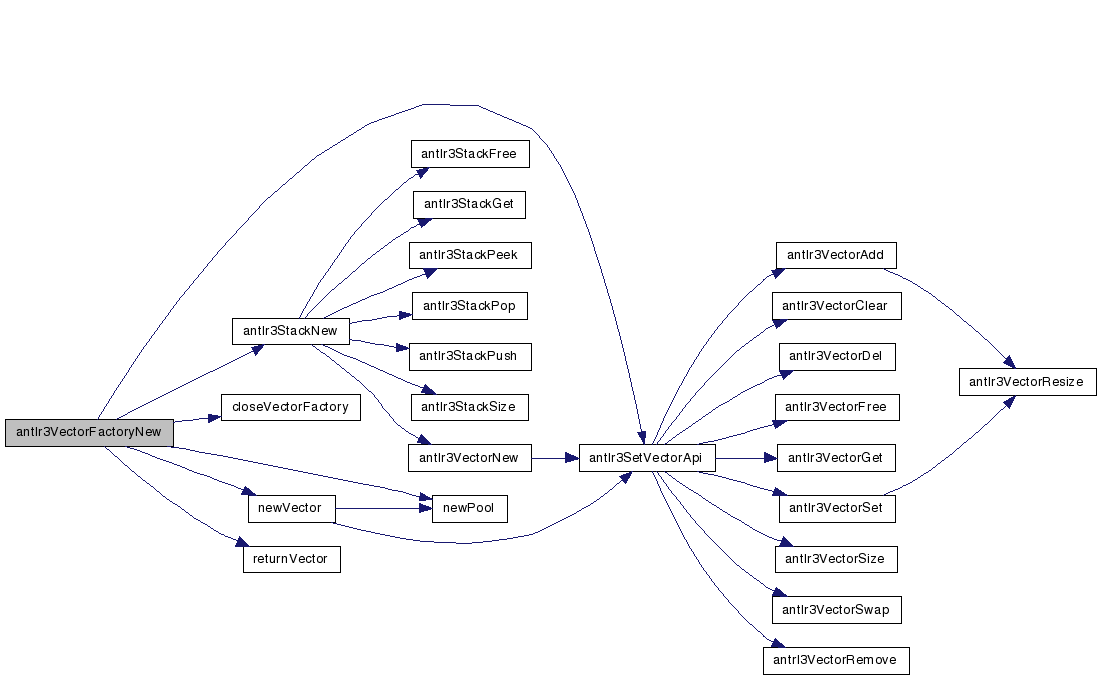 antlr3VectorFactoryNew
antlr3StackNew
closeVectorFactory
newVector
returnVector
antlr3StackFree
antlr3StackGet
antlr3StackPeek
antlr3StackPop
antlr3StackPush
antlr3StackSize
antlr3VectorNew
newPool
antlr3SetVectorApi
antlr3VectorAdd
antlr3VectorClear
antlr3VectorDel
antlr3VectorFree
antlr3VectorGet
antlr3VectorSet
antlr3VectorSize
antlr3VectorSwap
antrl3VectorRemove
antlr3VectorResize